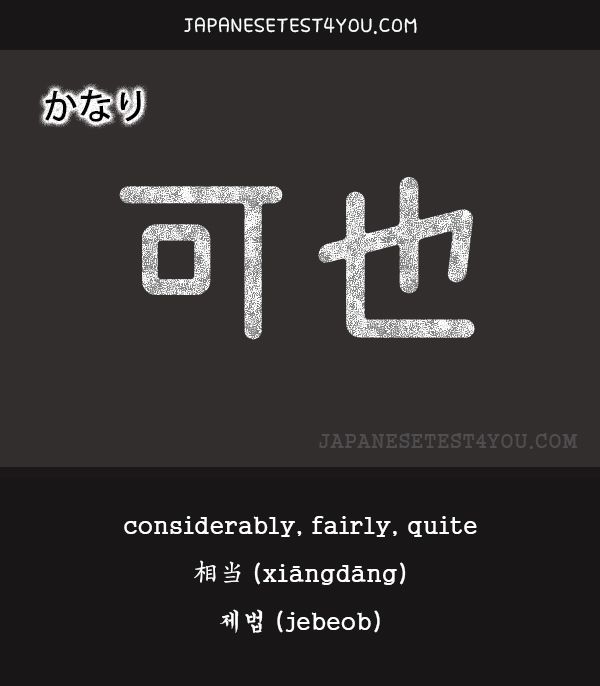 JAPANESETEST4YOU.COM
かなり
可也
JAPANESETEST4YOU.COM
considerably, fairly, quite
相当 (xiāngdāng)
제법 (jebeob)